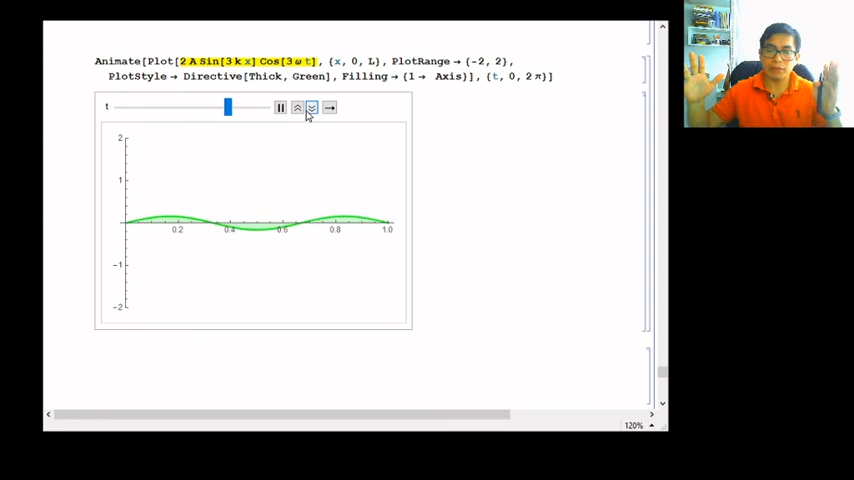 Animate[Plot[2 A Sin[3 k x] Cos[3 ω t], {x, 0, L}, PlotRange → {-2, 2},
PlotStyle → Directive[Thick, Green], Filling → {1 → Axis}], {t, 0, 2 π}]
t
2
1
0.2 0.4 0.6 0.8 1.0
-1
-2
120%